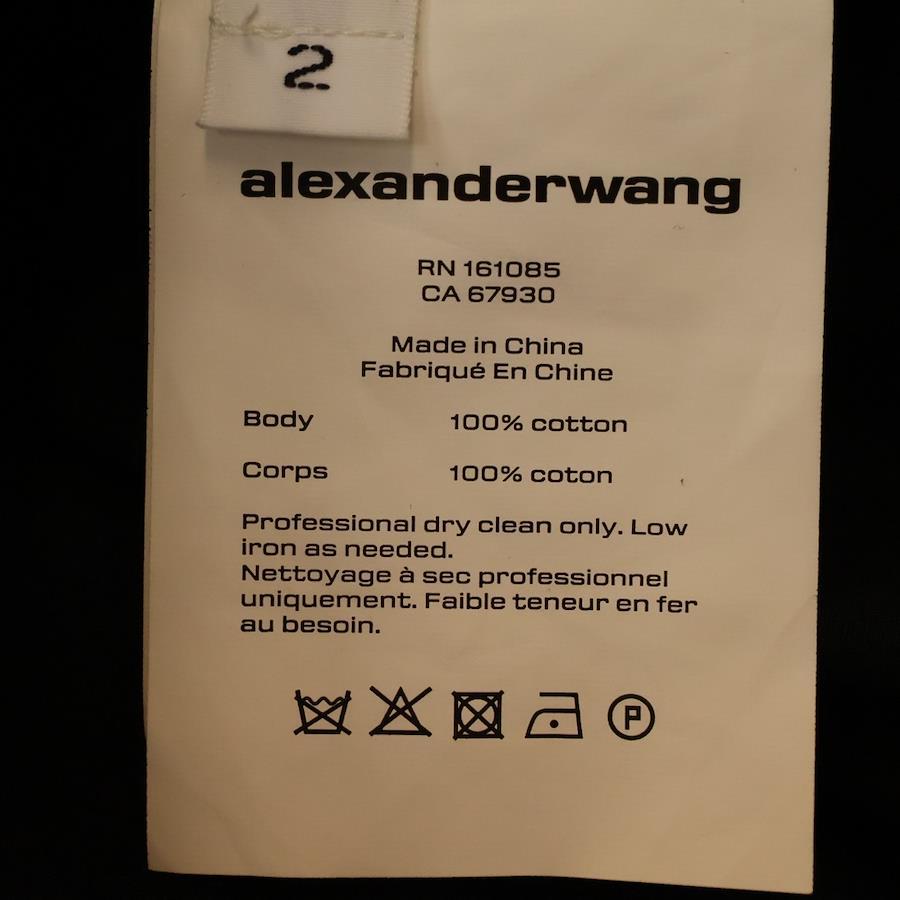 2
alexanderwang
RN 161085
CA 67930
Made in China
Fabriqué En Chine
Body 100% cotton
Corps 100% coton
Professional dry clean only. Low
iron as needed.
Nettoyage à sec professionnel
uniquement. Faible teneur en fer
au besoin.
P